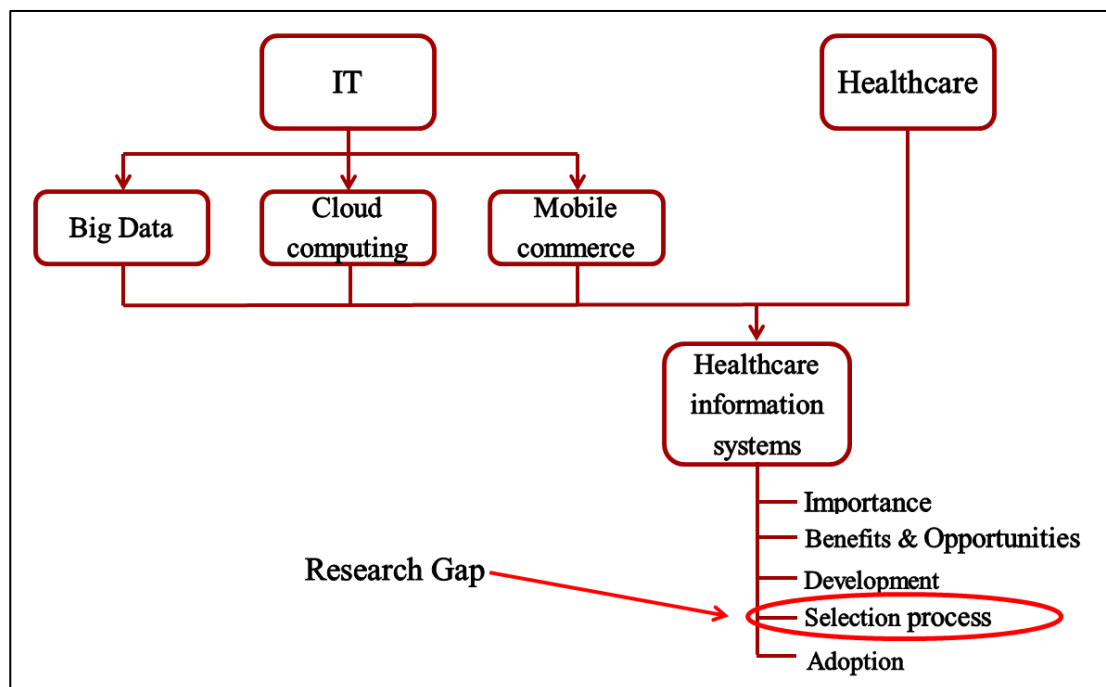 IT
Healthcare
Big Data
Cloud
computing
Mobile
commerce
Healthcare
information
systems
Importance
Benefits & Opportunities
Development
Research Gap
Selection process
Adoption